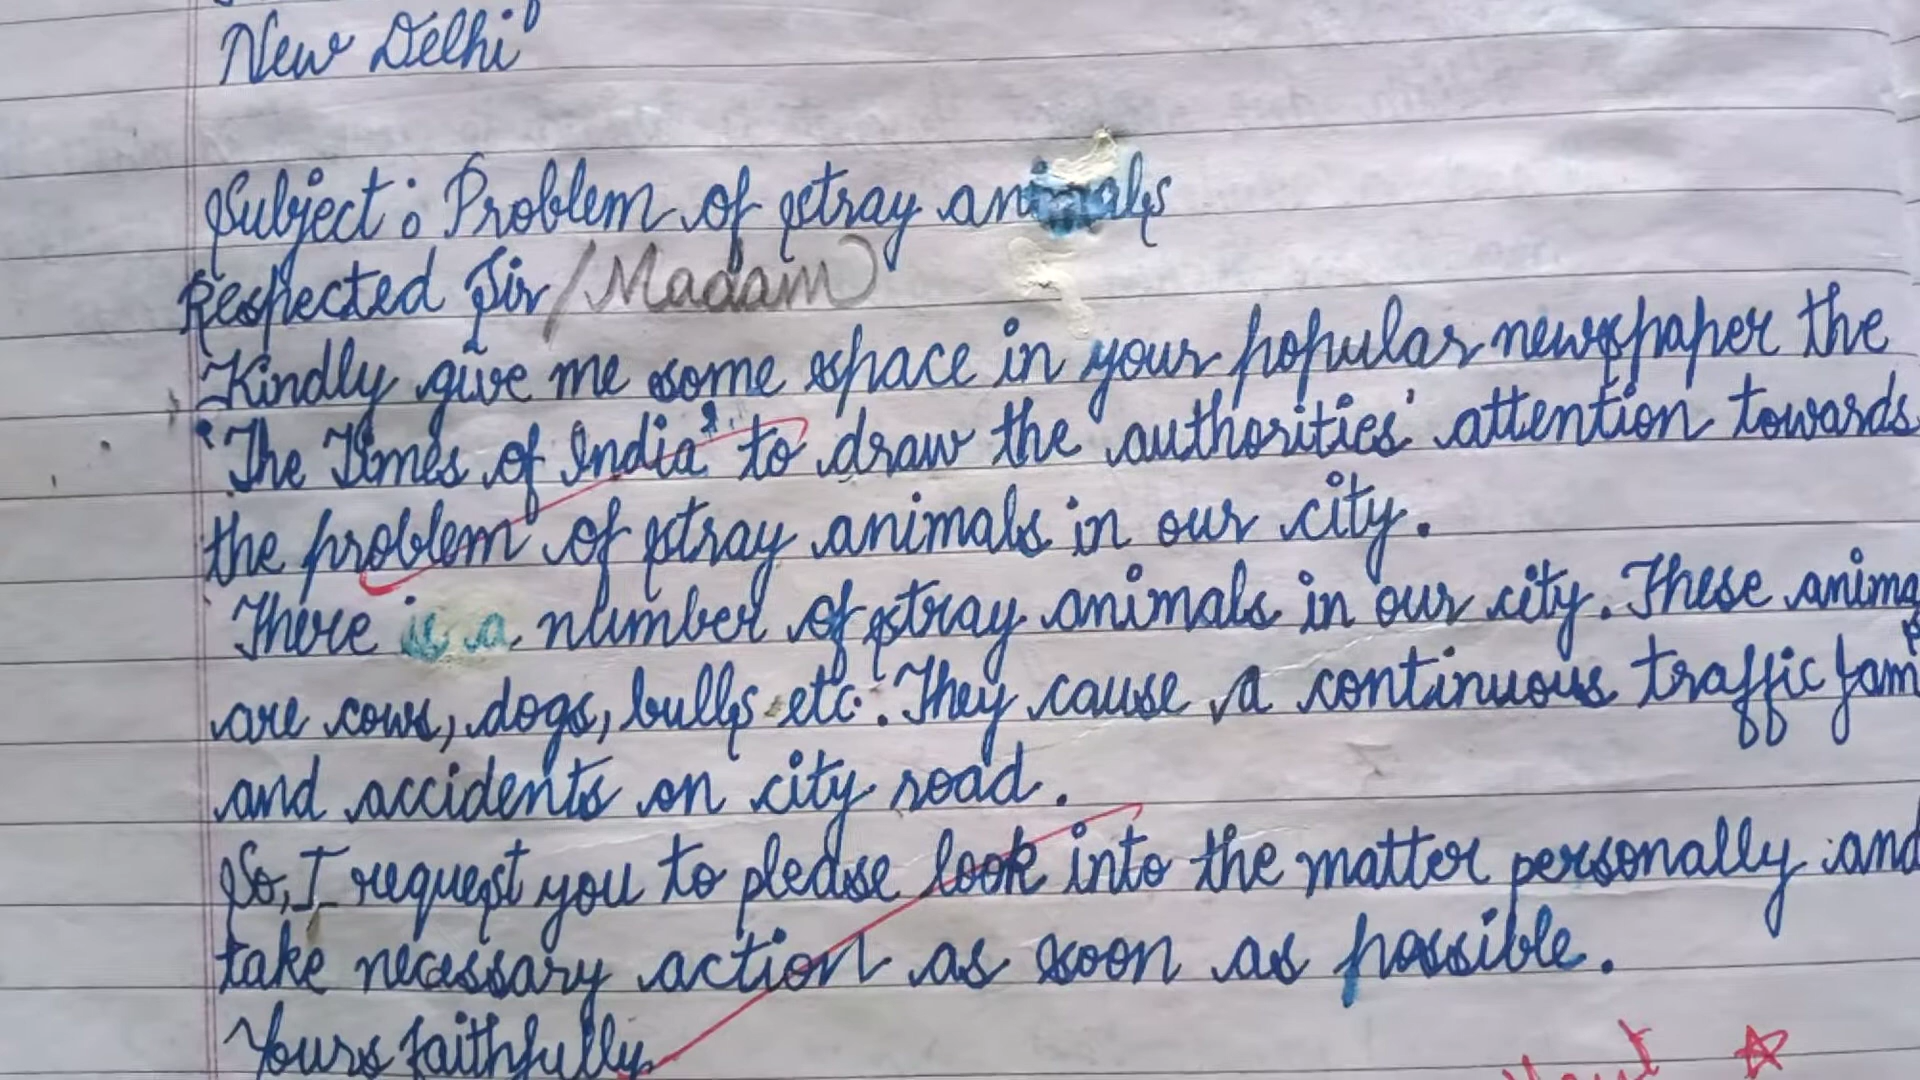 New Delhi
Subject : Problem of stray animals
Respected Sir/Madam
Kindly give me some space in your popular newspaper the
'The Times of India' to draw the authorities' attention towards
the problem of stray animals in our city.
There is a number of stray animals in our city. These anima
are cows, dogs, bulls etc. They cause a continuous traffic jam
and accidents on city road.
So, I request you to please look into the matter personally and
take necessary action as soon as possible.
Yours faithfully